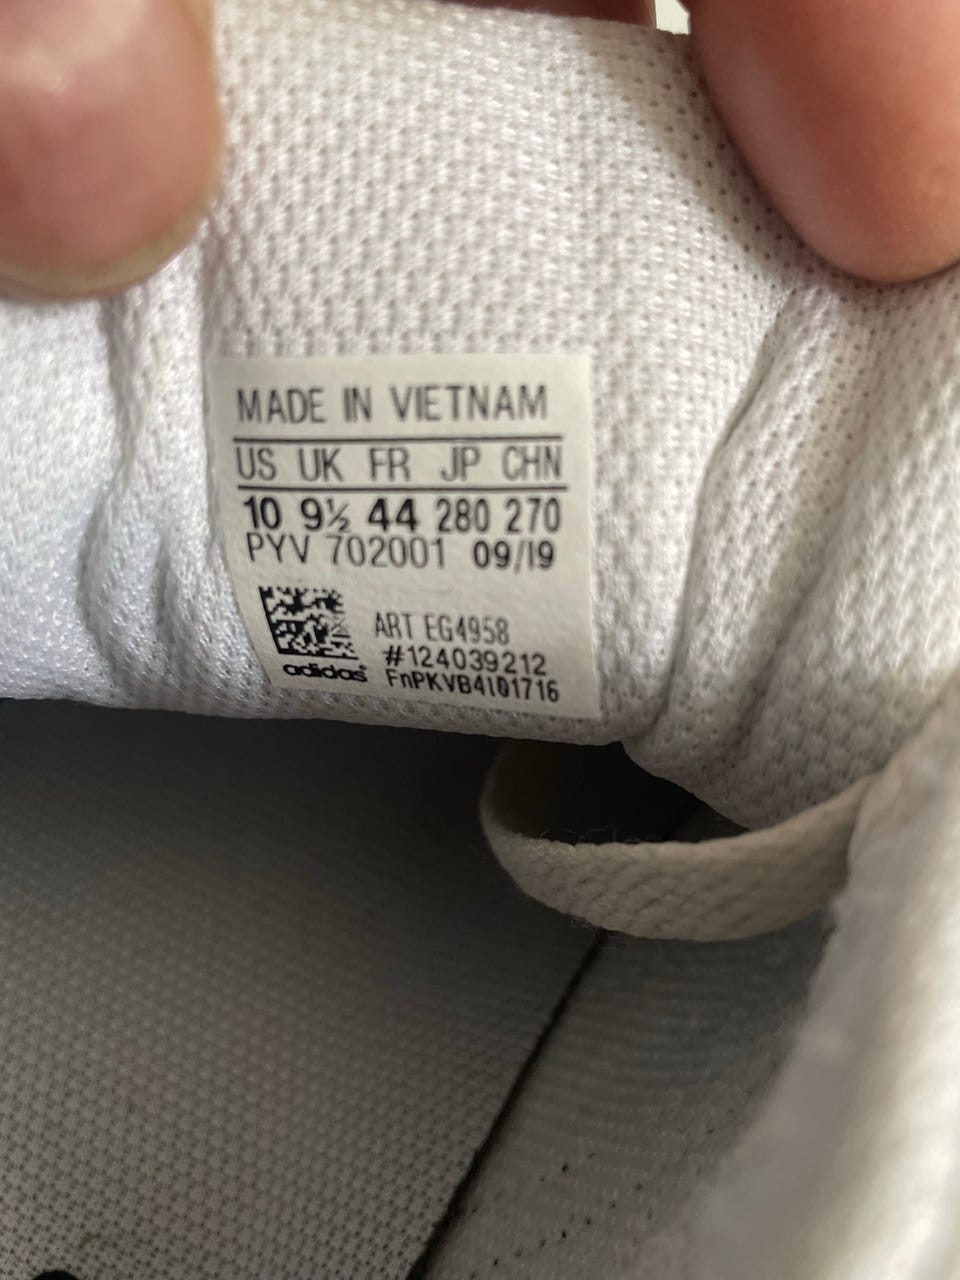 MADE IN VIETNAM
US UK FR JP CHN
10 9½ 44 280 270
PYV 702001 09/19
ART EG4958
#124039212
adidas FnPKVB4I01716